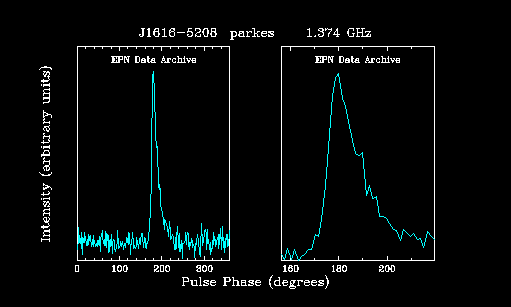 J1616-5208 parkes 1.374 GHz
EPN Data Archive EPN Data Archive
Intensity (arbitrary units)
0 100 200 300 160 180 200
Pulse Phase (degrees)